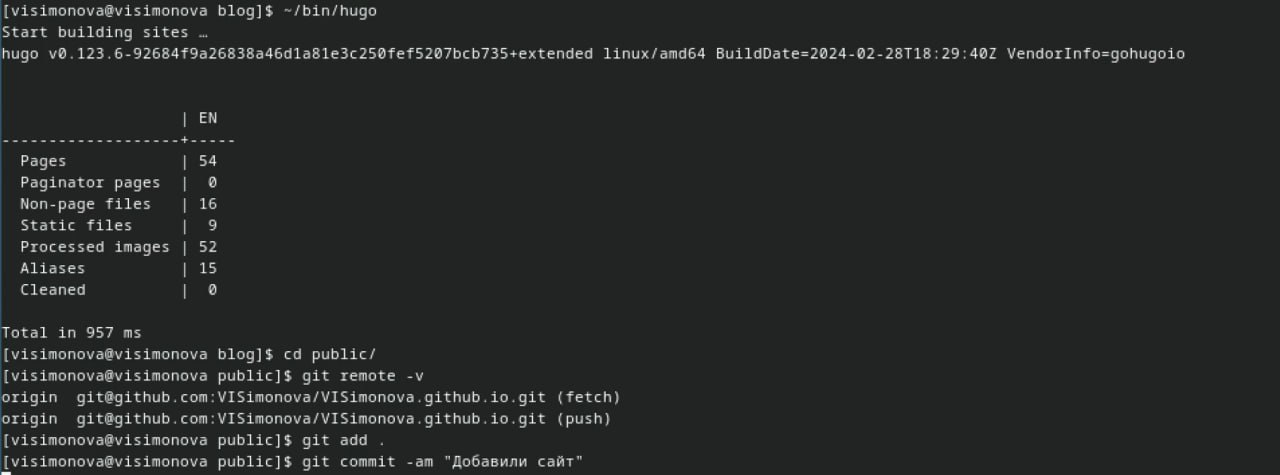 [visimonova@visimonova blog]$ ~/bin/hugo
Start building sites …
hugo v0.123.6-92684f9a26838a46d1a81e3c250fef5207bcb735+extended linux/amd64 BuildDate=2024-02-28T18:29:40Z VendorInfo=gohugoio
| EN
-------------------+-----
Pages | 54
Paginator pages | 0
Non-page files | 16
Static files | 9
Processed images | 52
Aliases | 15
Cleaned | 0
Total in 957 ms
[visimonova@visimonova blog]$ cd public/
[visimonova@visimonova public]$ git remote -v
origin git@github.com:VISimonova/VISimonova.github.io.git (fetch)
origin git@github.com:VISimonova/VISimonova.github.io.git (push)
[visimonova@visimonova public]$ git add .
[visimonova@visimonova public]$ git commit -am "Добавили сайт"